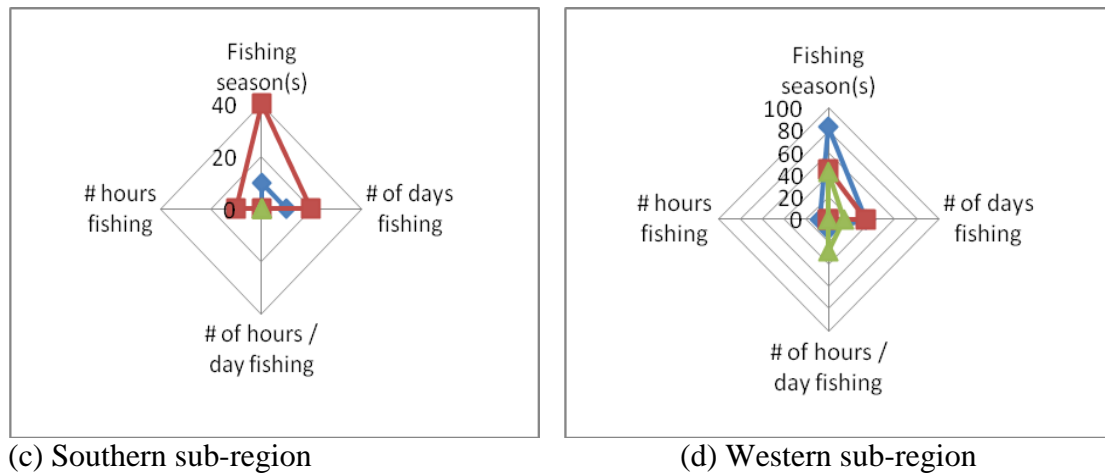 Fishing
season(s)
40
20
0
# hours
fishing
# of days
fishing
# of hours /
day fishing
(c) Southern sub-region
Fishing
season(s)
100
80
60
40
20
0
# hours
fishing
# of days
fishing
# of hours /
day fishing
(d) Western sub-region